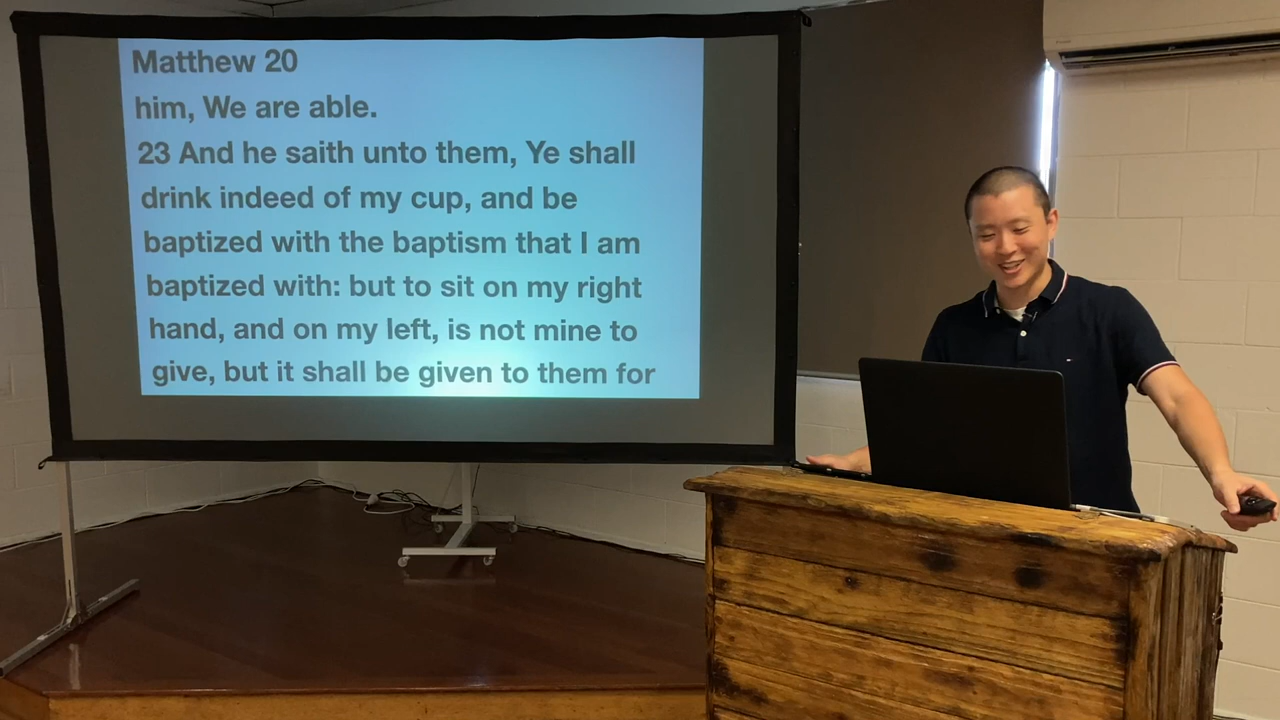 Matthew 20
him, We are able.
23 And he saith unto them, Ye shall
drink indeed of my cup, and be
baptized with the baptism that I am
baptized with: but to sit on my right
hand, and on my left, is not mine to
give, but it shall be given to them for